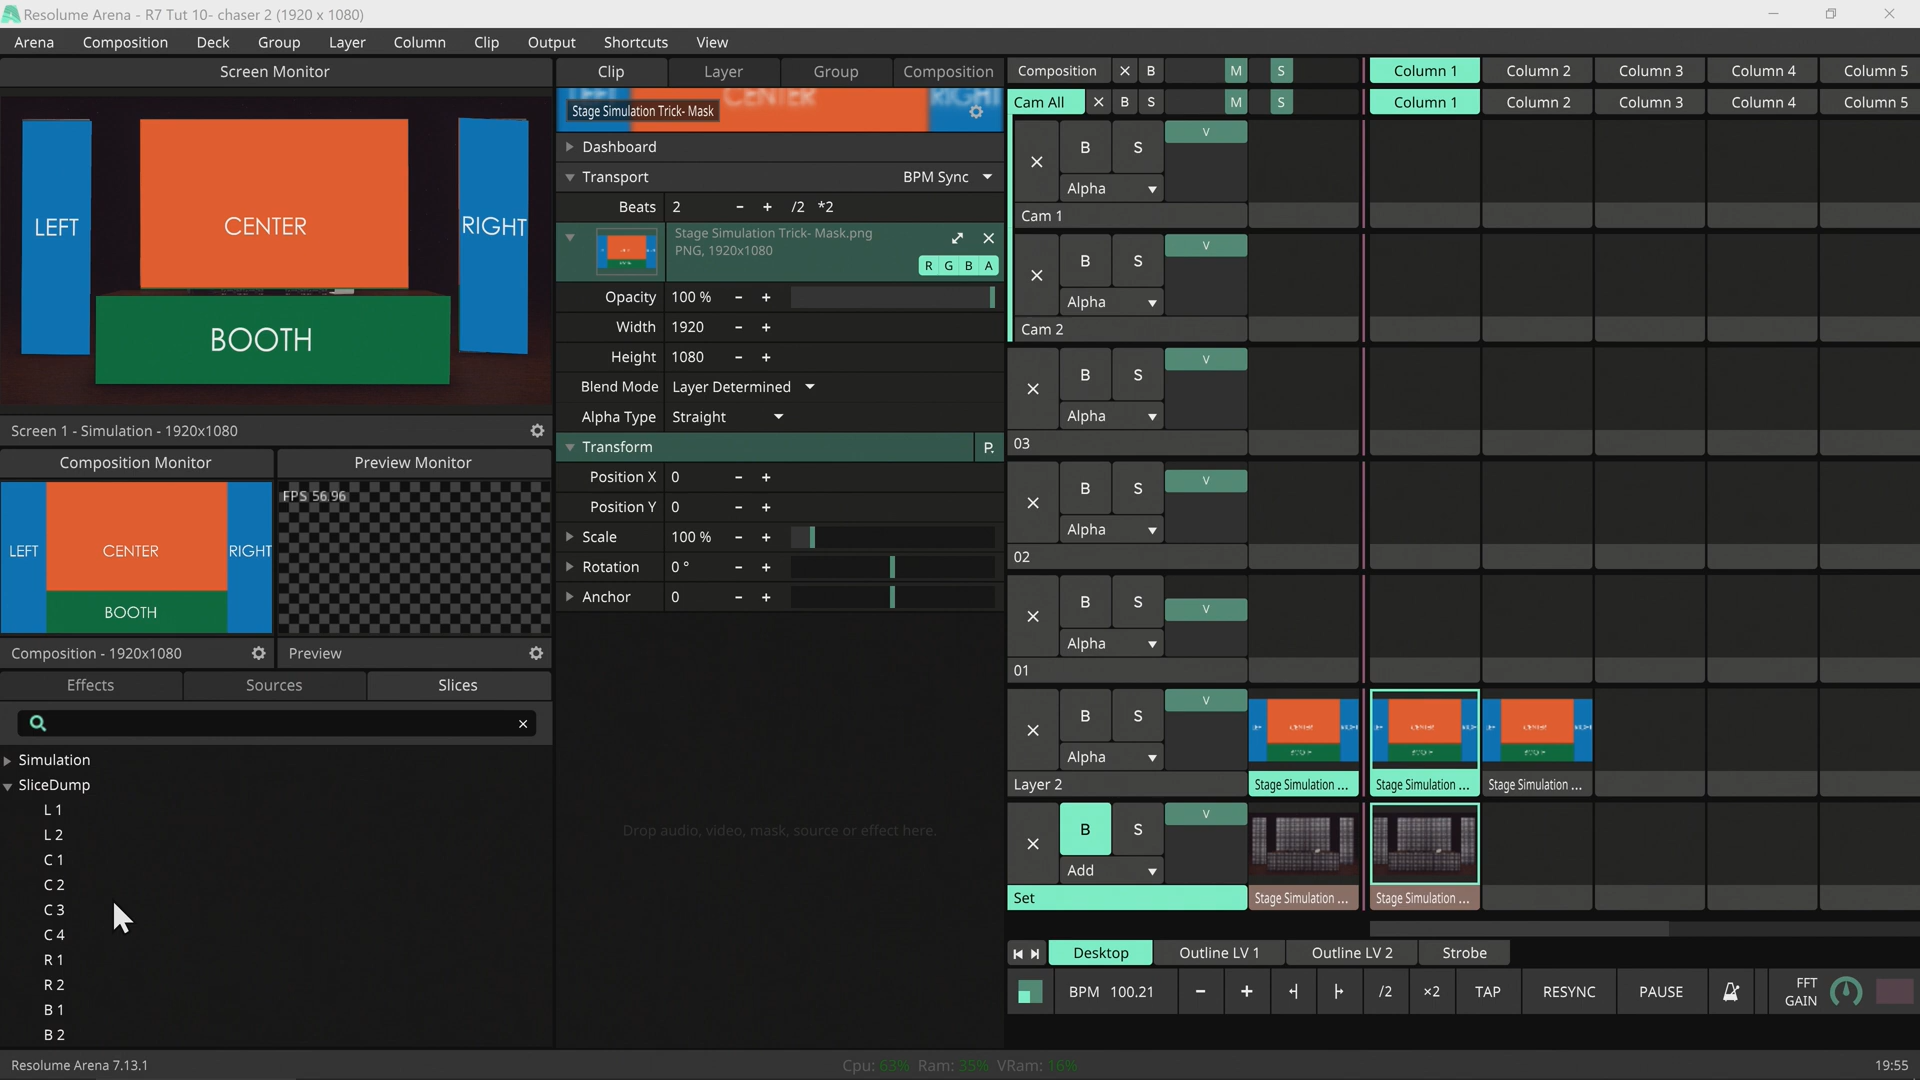 Resolume Arena - R7 Tut 10- chaser 2 (1920 x 1080)
Arena Composition Deck Group Layer Column Clip Output Shortcuts View
Screen Monitor
LEFT
CENTER
RIGHT
BOOTH
Screen 1 - Simulation - 1920x1080
Composition Monitor
Preview Monitor
LEFT
CENTER
RIGHT
BOOTH
FPS 56.96
Composition - 1920x1080
Preview
Effects Sources Slices
Simulation
SliceDump
L 1
L 2
C 1
C 2
C 3
C 4
R 1
R 2
B 1
B 2
Clip Layer Group Composition
CENTER
Stage Simulation Trick- Mask
Dashboard
Transport BPM Sync
Beats 2 - + /2 *2
Stage Simulation Trick- Mask.png
PNG, 1920x1080
R G B A
Opacity 100 % - +
Width 1920 - +
Height 1080 - +
Blend Mode Layer Determined
Alpha Type Straight
Transform P.
Position X 0 - +
Position Y 0 - +
Scale 100 % - +
Rotation 0 ° - +
Anchor 0 - +
Drop audio, video, mask, source or effect here.
Composition X B M S Column 1 Column 2 Column 3 Column 4 Column 5
Cam All X B S M S Column 1 Column 2 Column 3 Column 4 Column 5
B S V
Alpha
Cam 1
B S V
Alpha
Cam 2
B S V
Alpha
03
B S V
Alpha
02
B S V
Alpha
01
B S V
Alpha
Layer 2 Stage Simulation ... Stage Simulation ... Stage Simulation ...
B S V
Add
Set Stage Simulation ... Stage Simulation ...
Desktop Outline LV 1 Outline LV 2 Strobe
BPM 100.21 - + /2 ×2 TAP RESYNC PAUSE FFT GAIN
Resolume Arena 7.13.1
Cpu: 63% Ram: 35% VRam: 16%
19:55